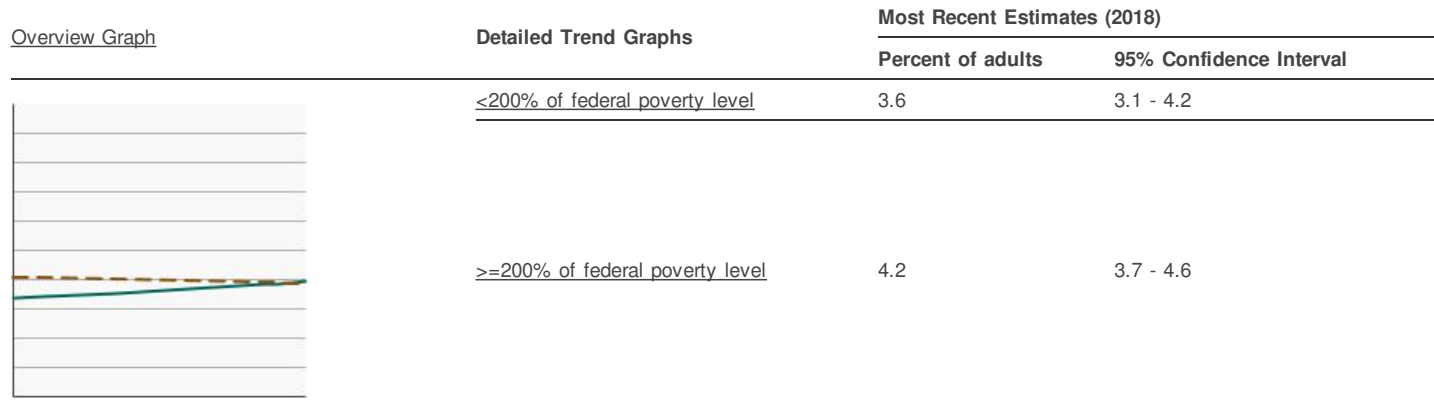 Most Recent Estimates (2018)
Overview Graph Detailed Trend Graphs
Percent of adults 95% Confidence Interval
<200% of federal poverty level 3.6 3.1 - 4.2
>=200% of federal poverty level 4.2 3.7 - 4.6